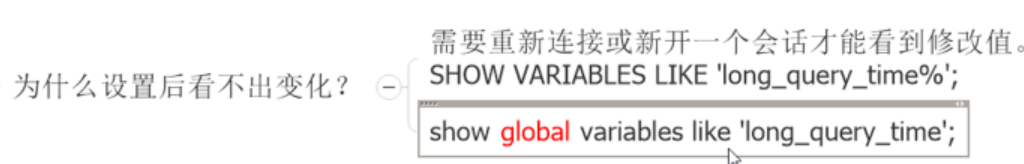 需要重新连接或新开一个会话才能看到修改值。
为什么设置后看不出变化？
SHOW VARIABLES LIKE 'long_query_time%';
show global variables like 'long_query_time';